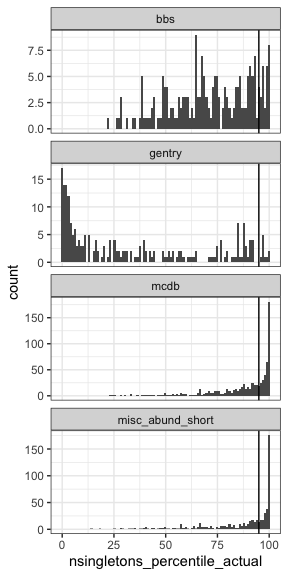 bbs
7.5
5.0
2.5
0.0
gentry
15
10
5
0
count
mcdb
150
100
50
0
misc_abund_short
150
100
50
0
0 25 50 75 100
nsingletons_percentile_actual